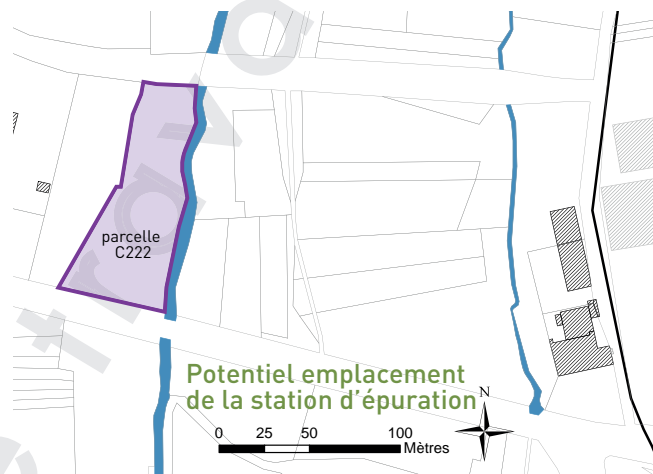 parcelle
C222
Potentiel emplacement
de la station d'épuration
N
0 25 50 100
Mètres